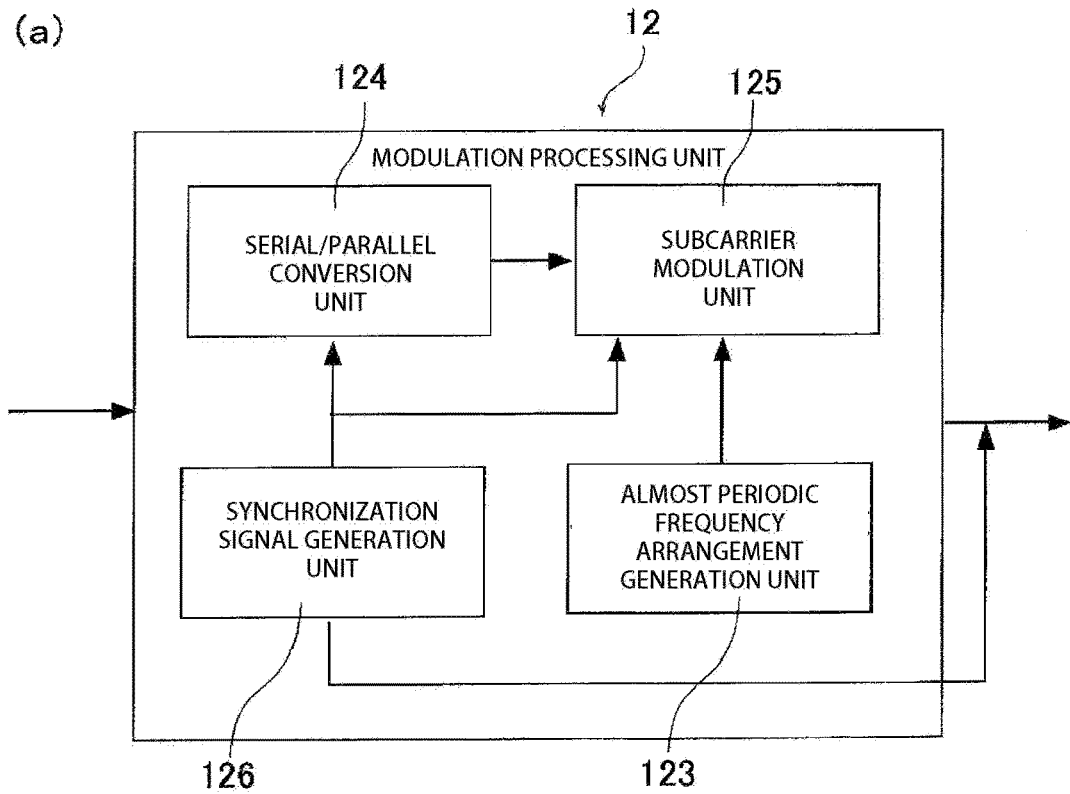 (a)
12
124
125
MODULATION PROCESSING UNIT
SERIAL/PARALLEL
CONVERSION
UNIT
SUBCARRIER
MODULATION
UNIT
SYNCHRONIZATION
SIGNAL GENERATION
UNIT
ALMOST PERIODIC
FREQUENCY
ARRANGEMENT
GENERATION UNIT
126
123